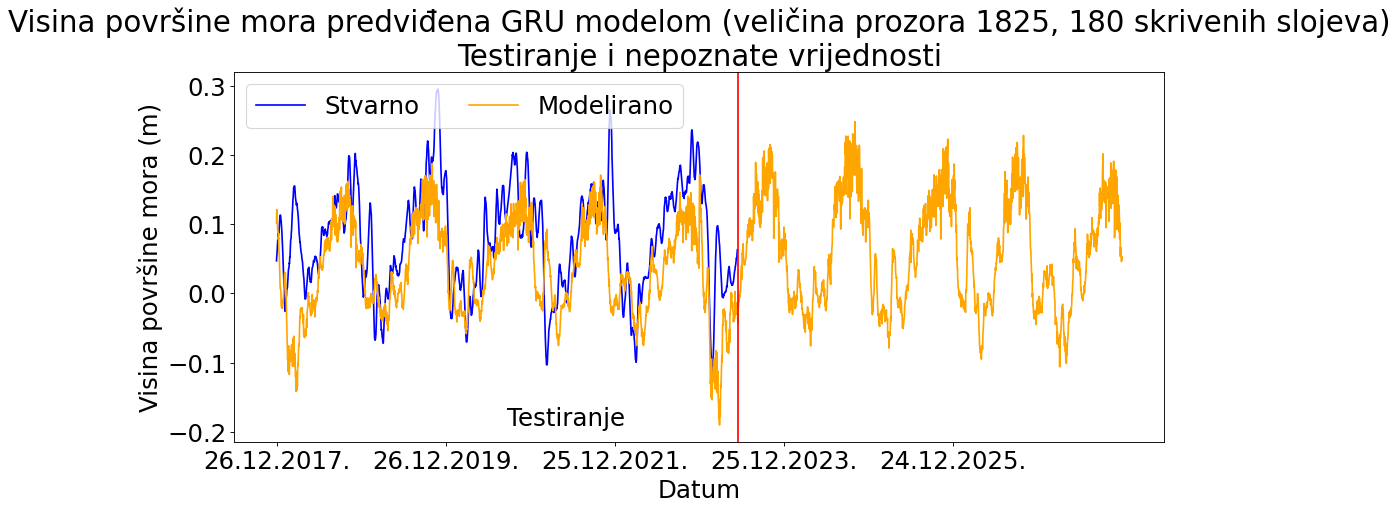 Visina površine mora predviđena GRU modelom (veličina prozora 1825, 180 skrivenih slojeva)
Testiranje i nepoznate vrijednosti
Stvarno Modelirano
Visina površine mora (m)
0.3
0.2
0.1
0.0
−0.1
−0.2
Testiranje
26.12.2017. 26.12.2019. 25.12.2021. 25.12.2023. 24.12.2025.
Datum